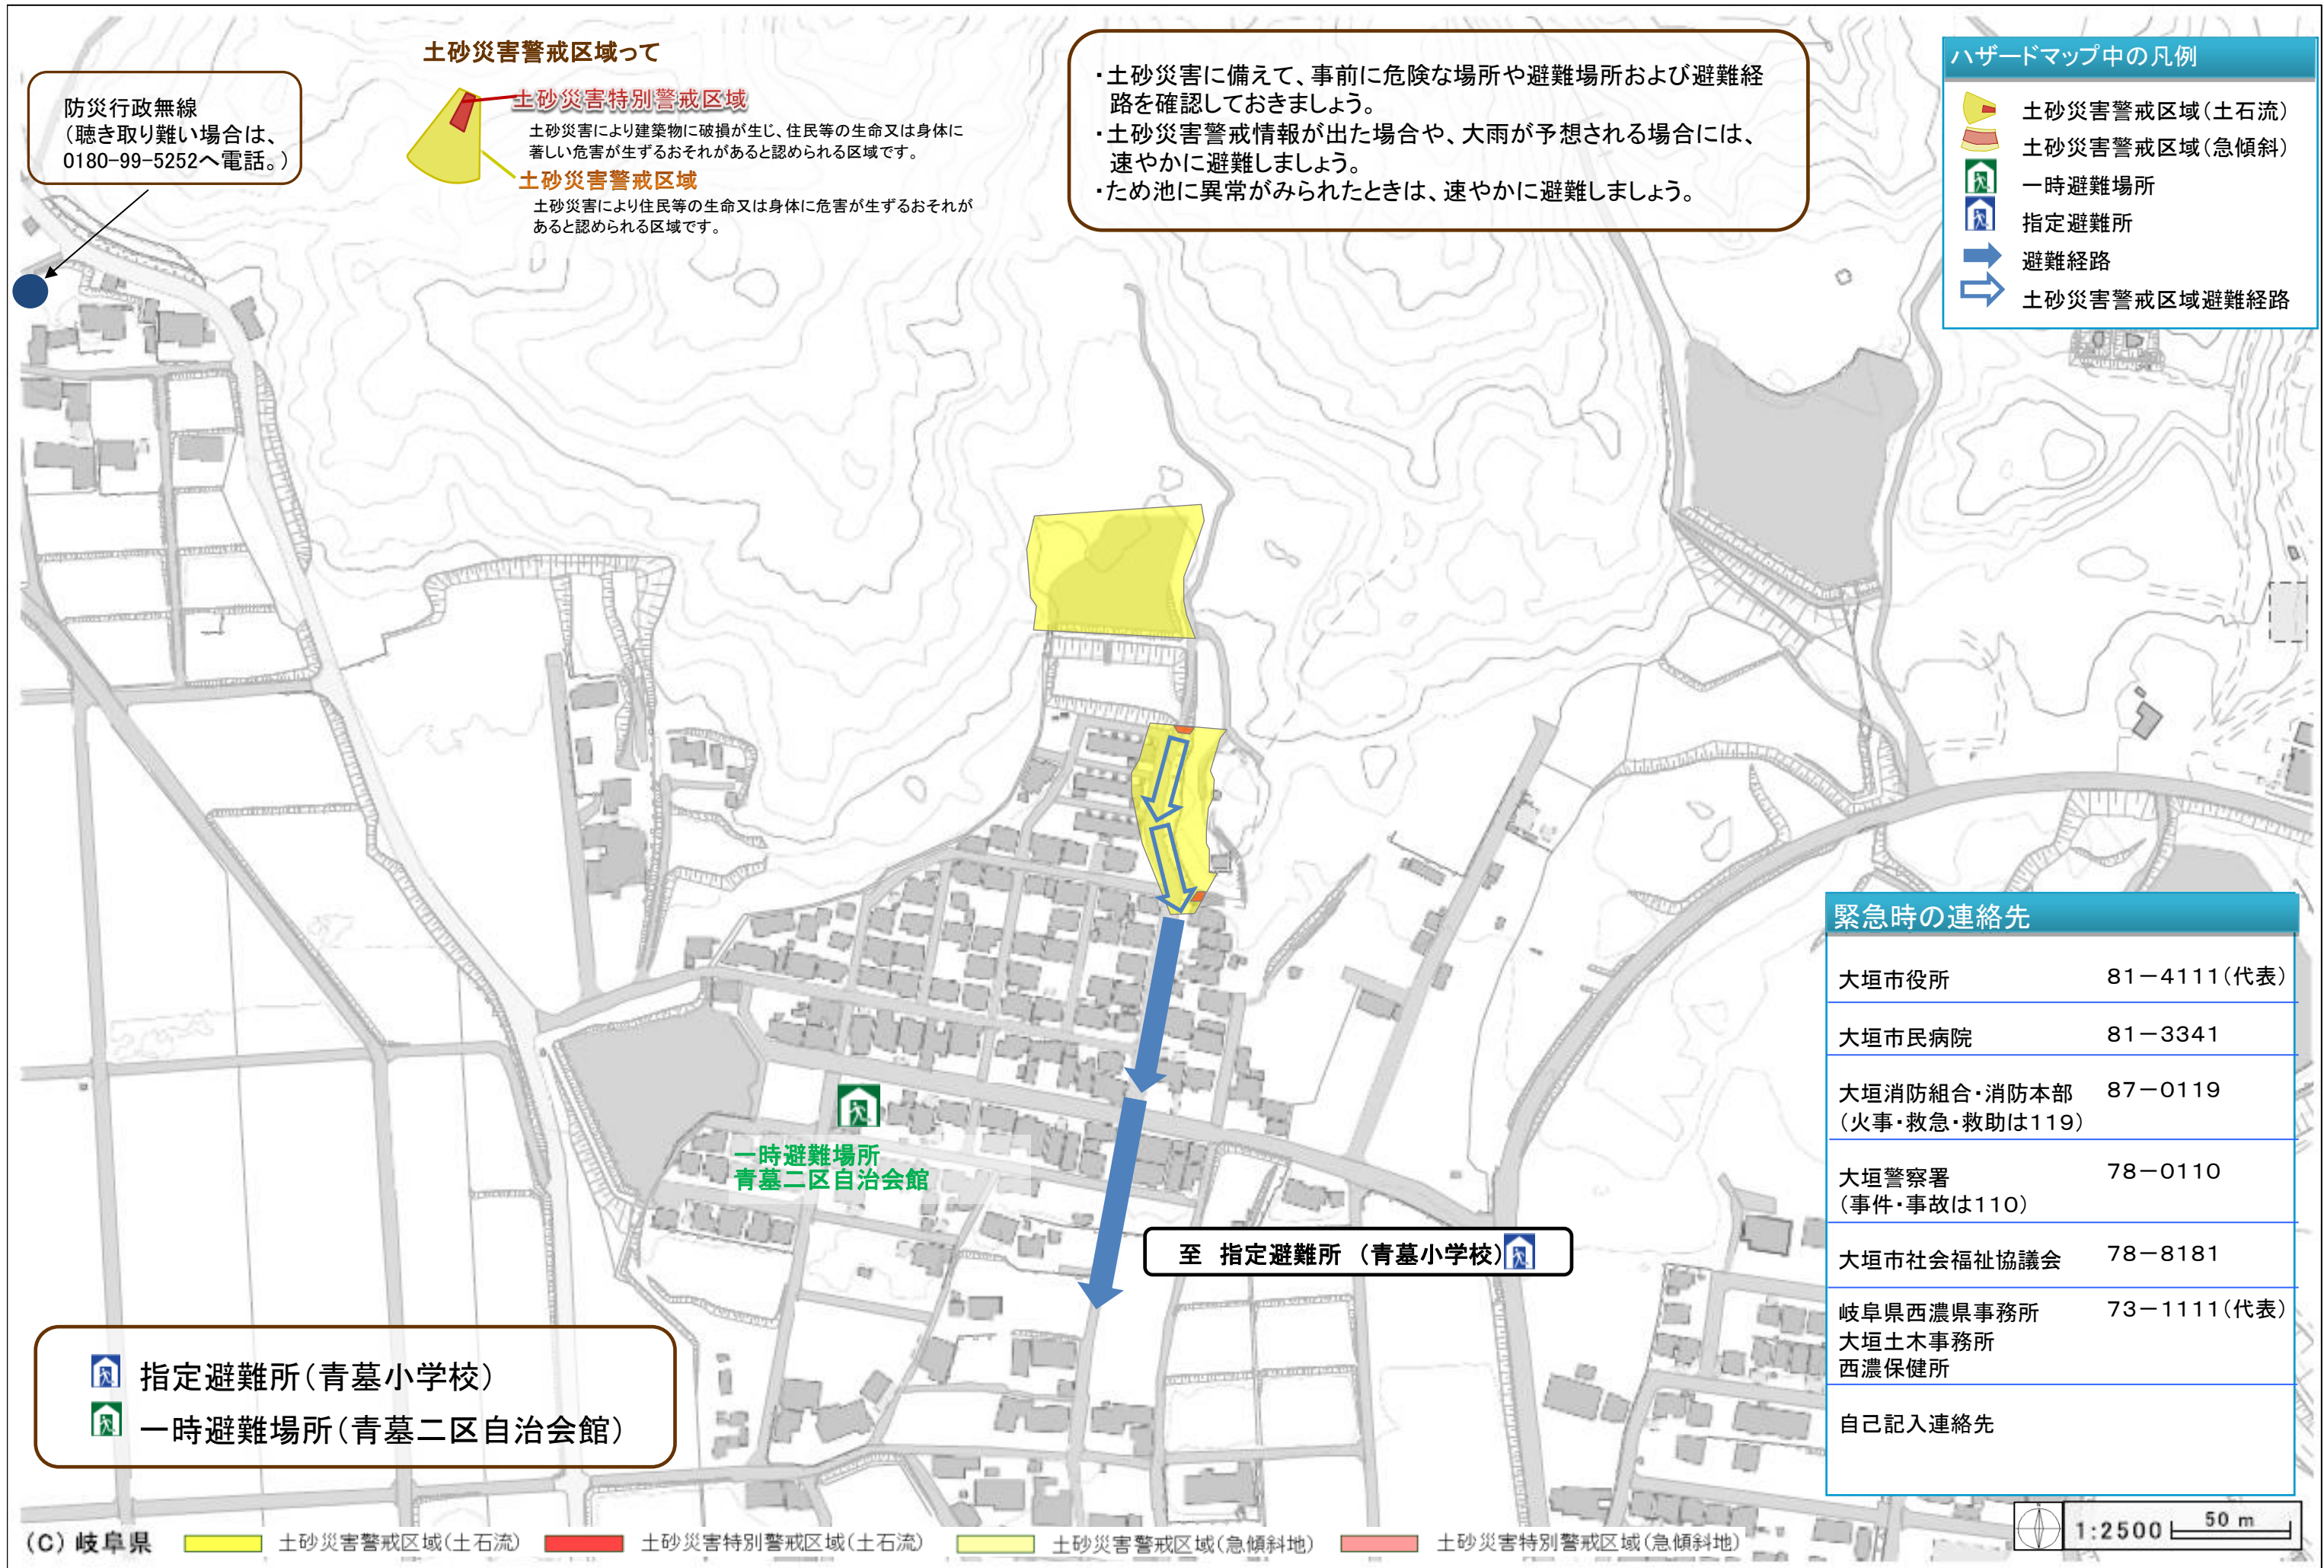 土砂災害警戒区域って
土砂災害特別警戒区域
土砂災害により建築物に破損が生じ、住民等の生命又は身体に
著しい危害が生ずるおそれがあると認められる区域です。
土砂災害警戒区域
土砂災害により住民等の生命又は身体に危害が生ずるおそれが
あると認められる区域です。
防災行政無線
(聴き取り難い場合は、
0180-99-5252へ電話。)
・土砂災害に備えて、事前に危険な場所や避難場所および避難経
路を確認しておきましょう。
・土砂災害警戒情報が出た場合や、大雨が予想される場合には、
速やかに避難しましょう。
・ため池に異常がみられたときは、速やかに避難しましょう。
ハザードマップ中の凡例
土砂災害警戒区域(土石流)
土砂災害警戒区域(急傾斜)
一時避難場所
指定避難所
避難経路
土砂災害警戒区域避難経路
一時避難場所
青墓二区自治会館
至 指定避難所 (青墓小学校)
緊急時の連絡先
大垣市役所 81-4111(代表)
大垣市民病院 81-3341
大垣消防組合・消防本部 87-0119
(火事・救急・救助は119)
大垣警察署 78-0110
(事件・事故は110)
大垣市社会福祉協議会 78-8181
岐阜県西濃県事務所 73-1111(代表)
大垣土木事務所
西濃保健所
自己記入連絡先
指定避難所(青墓小学校)
一時避難場所(青墓二区自治会館)
(C) 岐阜県 土砂災害警戒区域(土石流) 土砂災害特別警戒区域(土石流) 土砂災害警戒区域(急傾斜地) 土砂災害特別警戒区域(急傾斜地)
1:2500 50 m